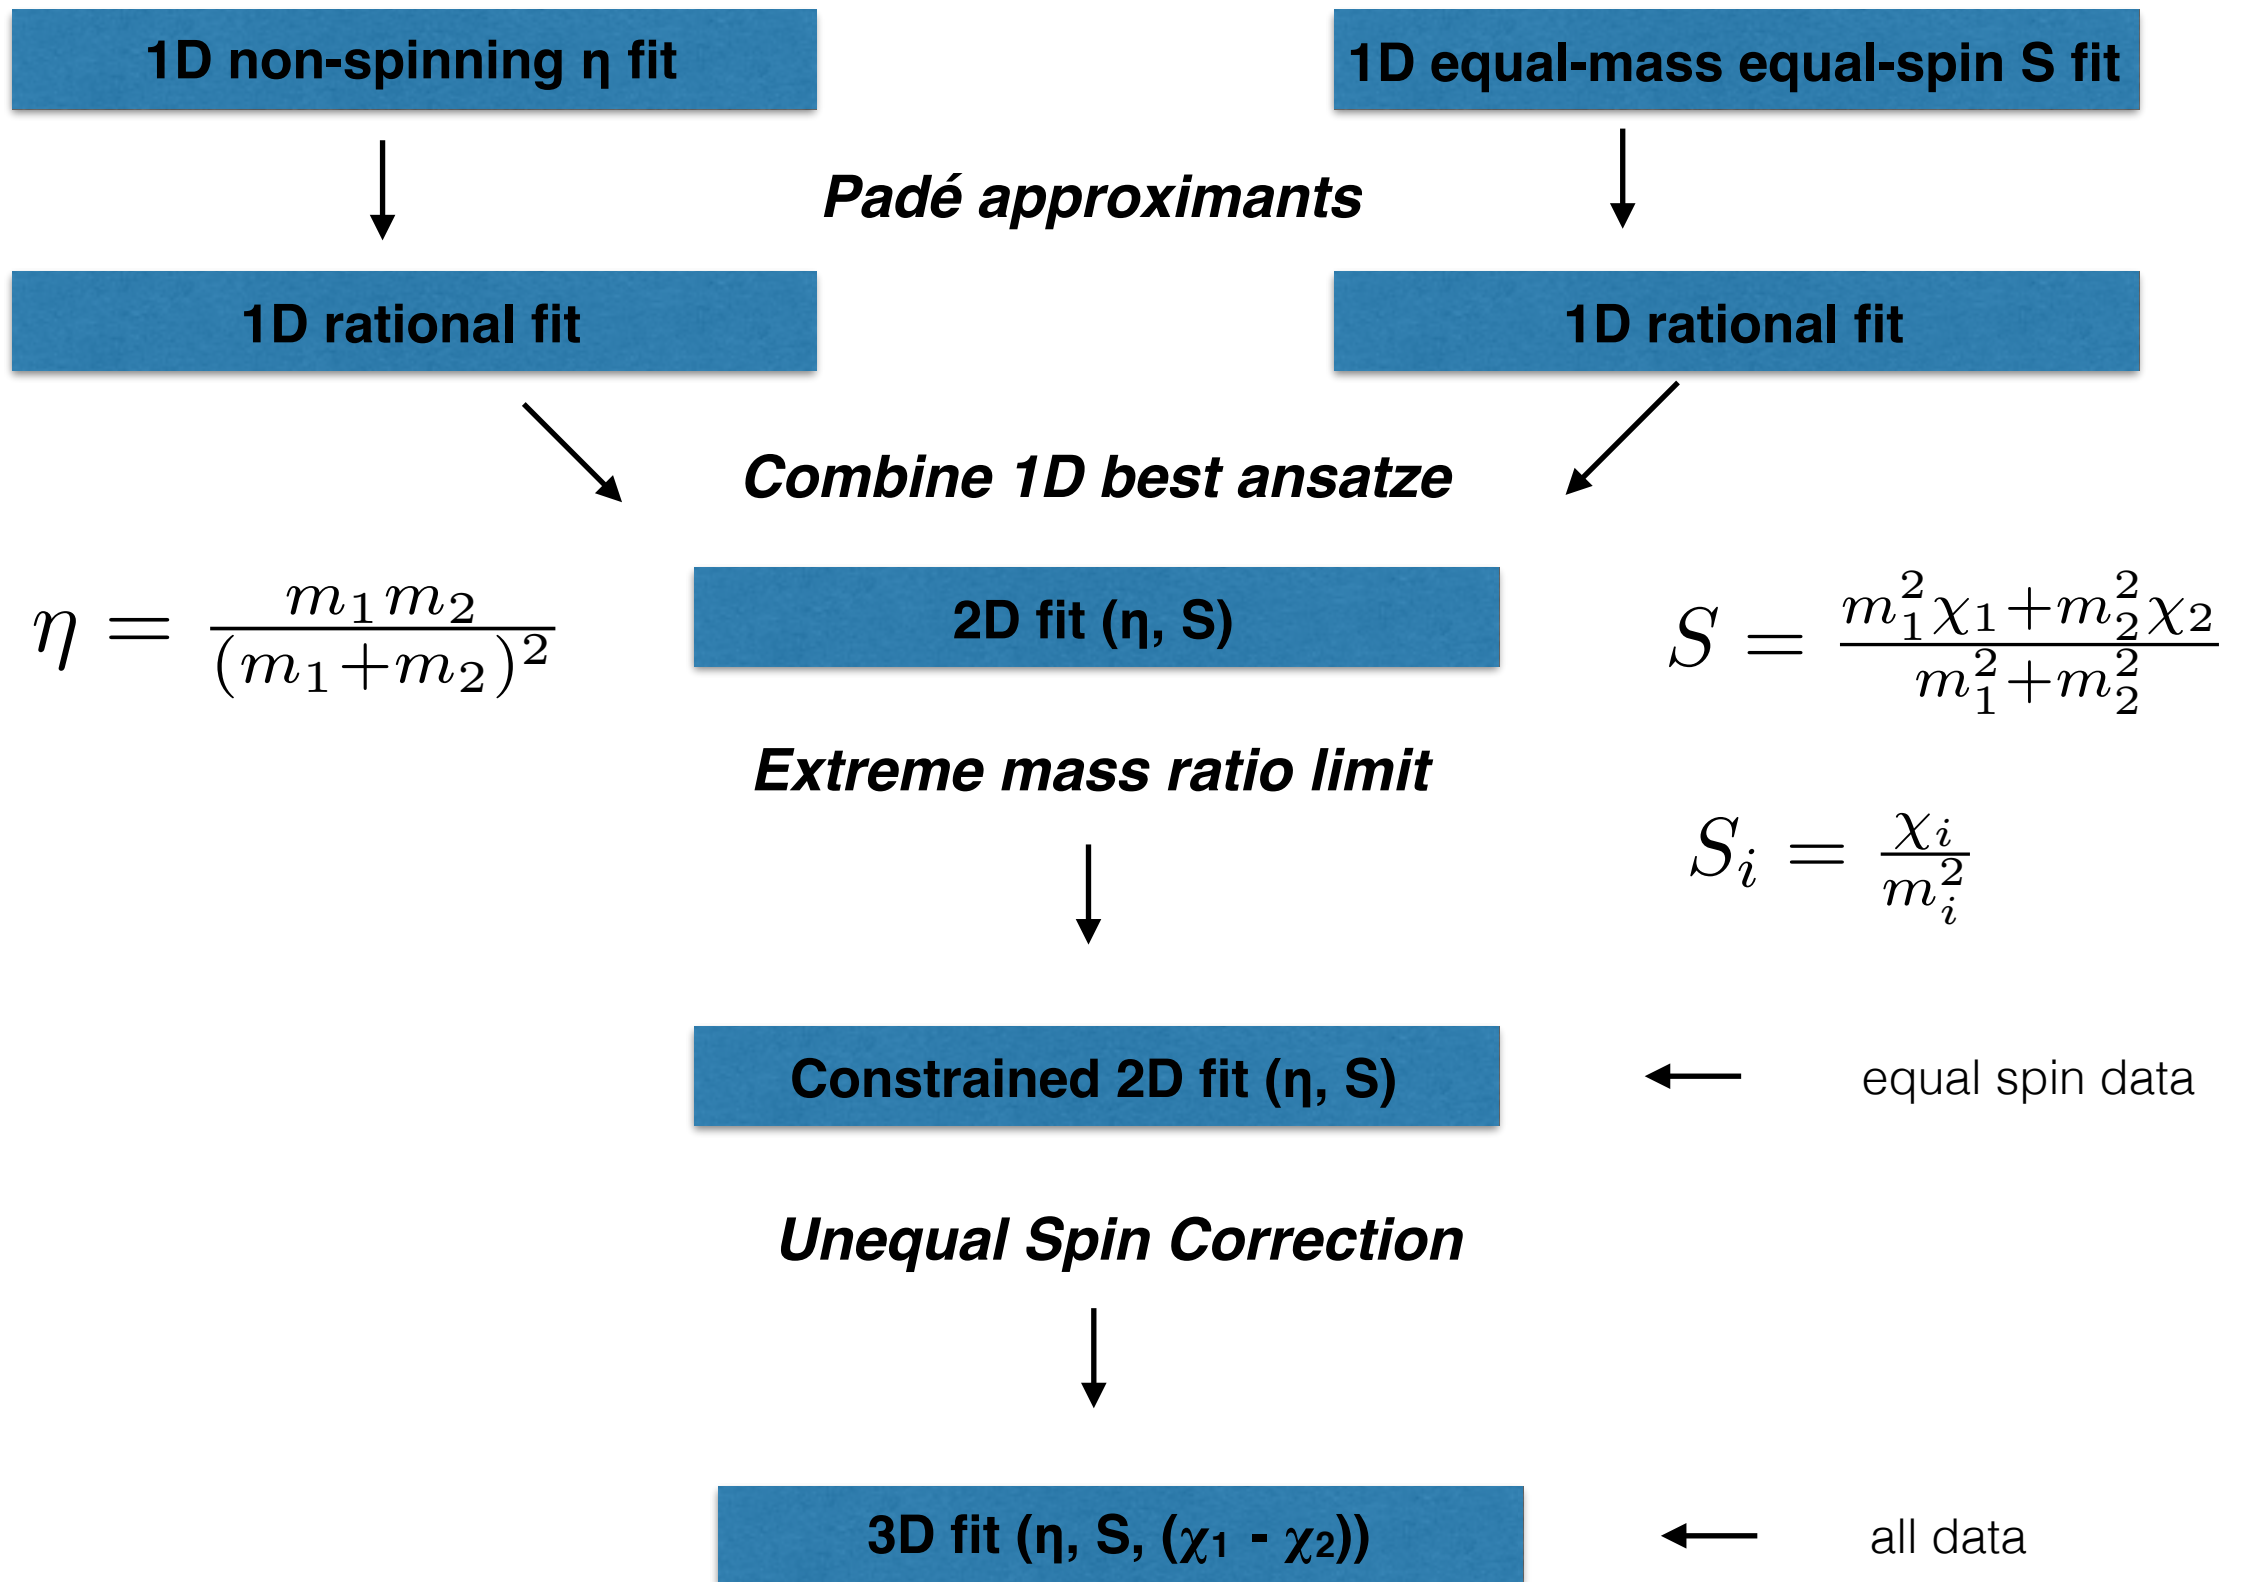 1D non-spinning η fit
1D equal-mass equal-spin S fit
Padé approximants
1D rational fit
1D rational fit
Combine 1D best ansatze
η = m₁m₂/(m₁+m₂)²
2D fit (η, S)
S = (m₁²χ₁+m₂²χ₂)/(m₁²+m₂²)
Extreme mass ratio limit
Sᵢ = χᵢ/mᵢ²
Constrained 2D fit (η, S)
equal spin data
Unequal Spin Correction
3D fit (η, S, (χ₁ - χ₂))
all data